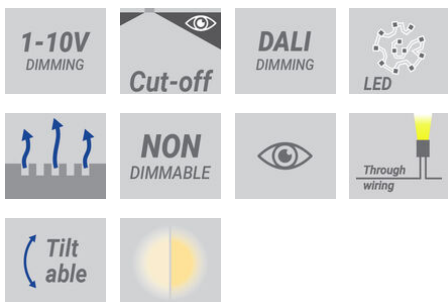 1-10V
DIMMING
Cut-off
DALI
DIMMING
LED
NON
DIMMABLE
Through
wiring
Tilt
able